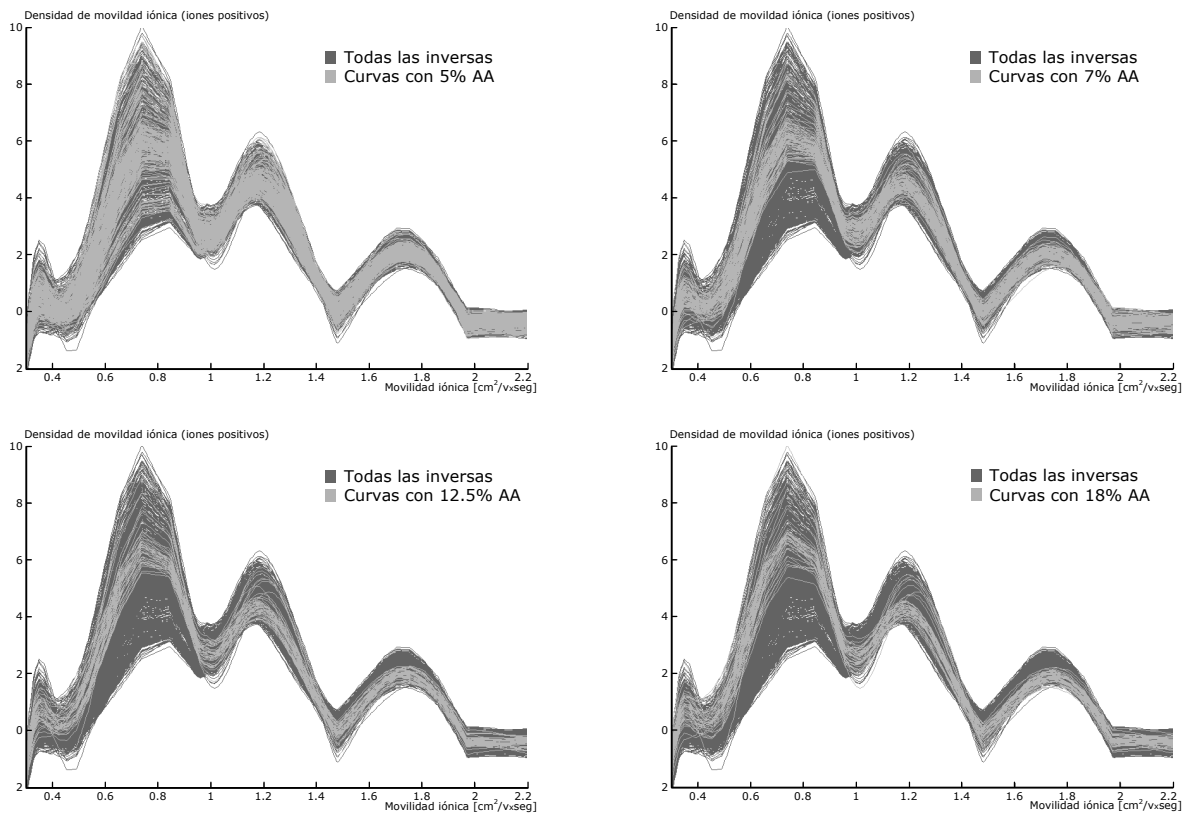 Densidad de movildad iónica (iones positivos)
10
8
6
4
2
0
2
Todas las inversas
Curvas con 5% AA
0.4 0.6 0.8 1 1.2 1.4 1.6 1.8 2 2.2
Movilidad iónica [cm²/vxseg]
Densidad de movildad iónica (iones positivos)
10
8
6
4
2
0
2
Todas las inversas
Curvas con 7% AA
0.4 0.6 0.8 1 1.2 1.4 1.6 1.8 2 2.2
Movilidad iónica [cm²/vxseg]
Densidad de movildad iónica (iones positivos)
10
8
6
4
2
0
2
Todas las inversas
Curvas con 12.5% AA
0.4 0.6 0.8 1 1.2 1.4 1.6 1.8 2 2.2
Movilidad iónica [cm²/vxseg]
Densidad de movildad iónica (iones positivos)
10
8
6
4
2
0
2
Todas las inversas
Curvas con 18% AA
0.4 0.6 0.8 1 1.2 1.4 1.6 1.8 2 2.2
Movilidad iónica [cm²/vxseg]